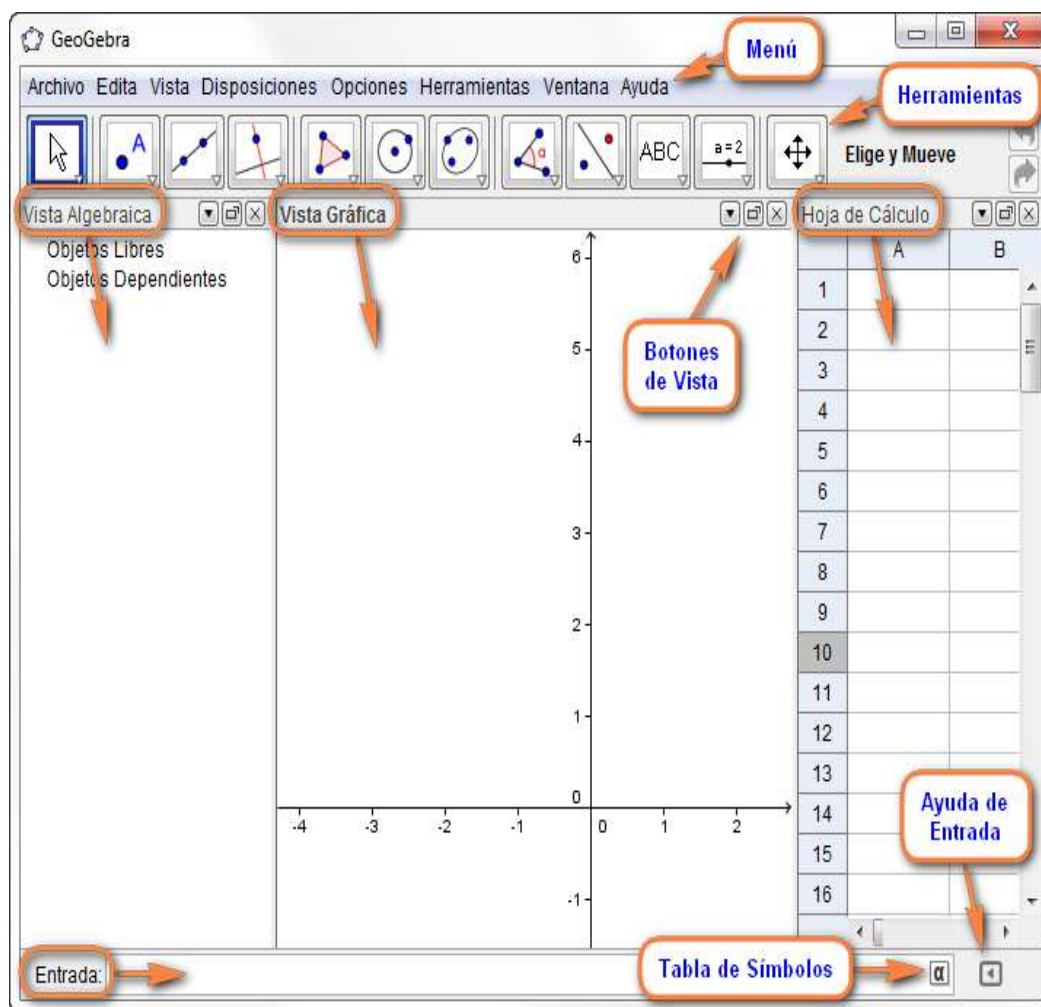 GeoGebra
Menú
Archivo Edita Vista Disposiciones Opciones Herramientas Ventana Ayuda
Herramientas
A
α
ABC
a=2
Elige y Mueve
Vista Algebraica
Vista Gráfica
Hoja de Cálculo
Objetos Libres
Objetos Dependientes
Botones
de Vista
A B
1
2
3
4
5
6
7
8
9
10
11
12
13
14
15
16
6
5
4
3
2
1
0
-4 -3 -2 -1 0 1 2
-1
Ayuda de
Entrada
Entrada:
Tabla de Símbolos
α